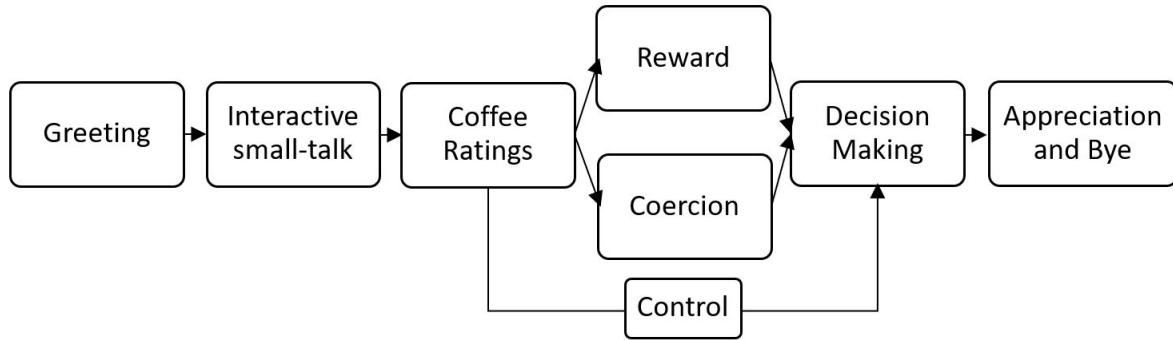 Greeting
Interactive
small-talk
Coffee
Ratings
Reward
Coercion
Control
Decision
Making
Appreciation
and Bye